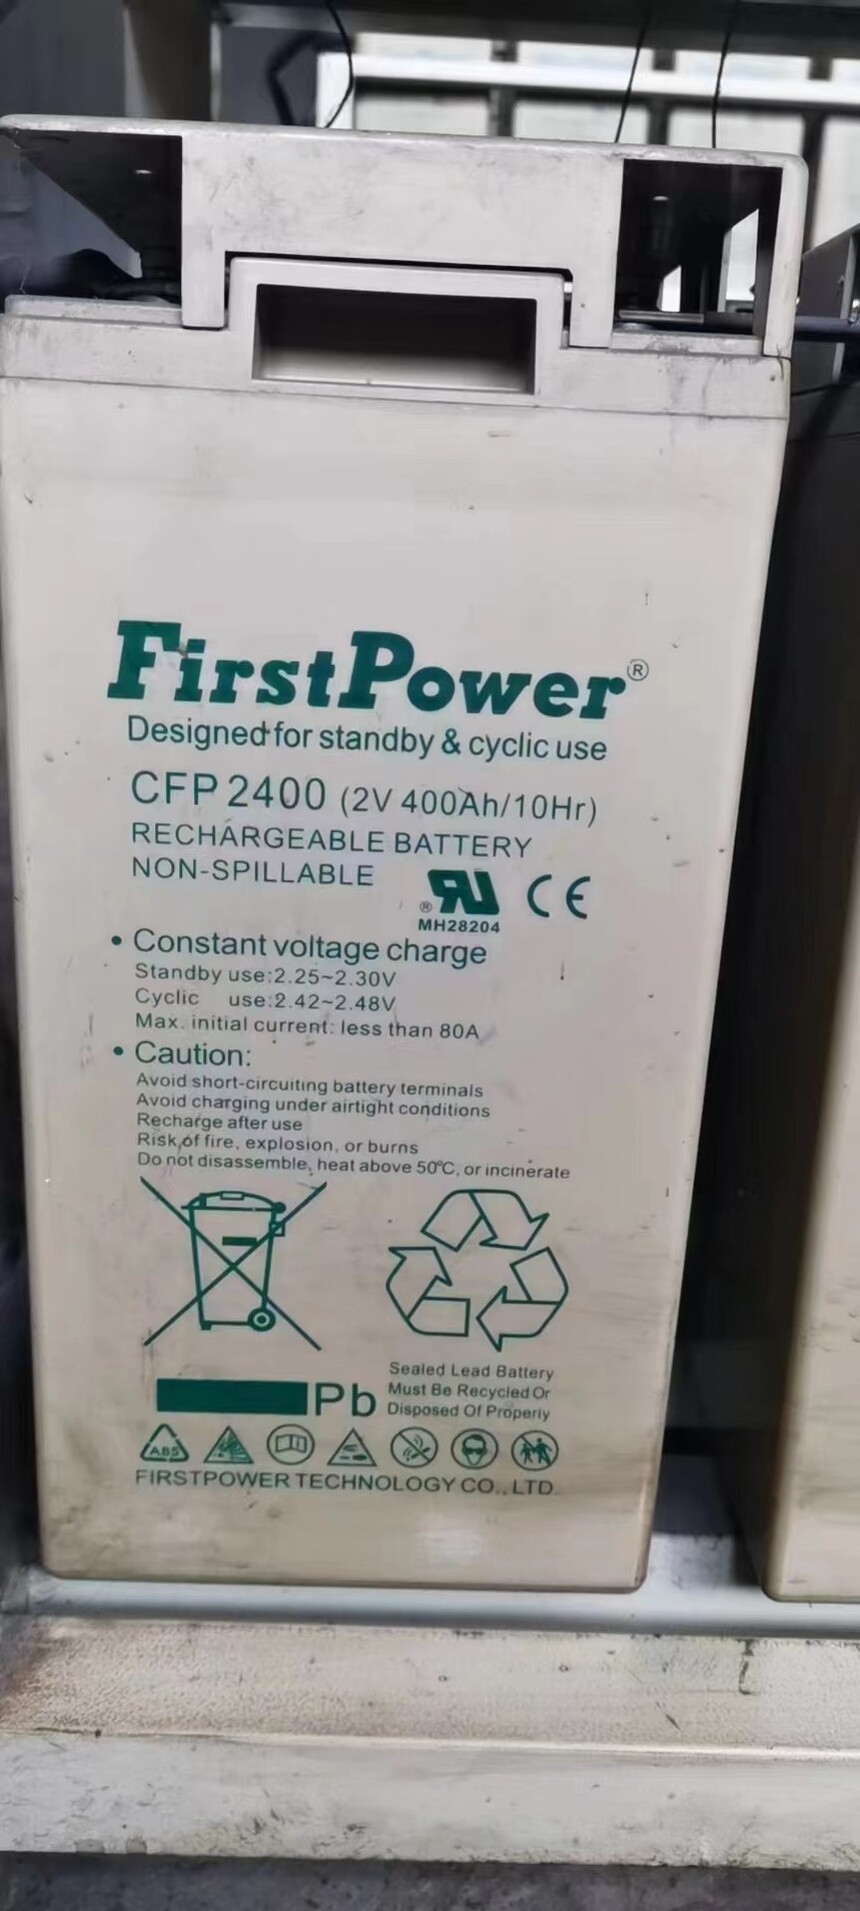 FirstPower®
Designed for standby & cyclic use
CFP 2400 (2V 400Ah/10Hr)
RECHARGEABLE BATTERY
NON-SPILLABLE
® RU CE
MH28204
• Constant voltage charge
Standby use:2.25~2.30V
Cyclic use:2.42~2.48V
Max. initial current: less than 80A
• Caution:
Avoid short-circuiting battery terminals
Avoid charging under airtight conditions
Recharge after use
Risk of fire, explosion, or burns
Do not disassemble, heat above 50°C, or incinerate
Sealed Lead Battery
Must Be Recycled Or
Disposed Of Properly
Pb
ABS
FIRSTPOWER TECHNOLOGY CO., LTD.